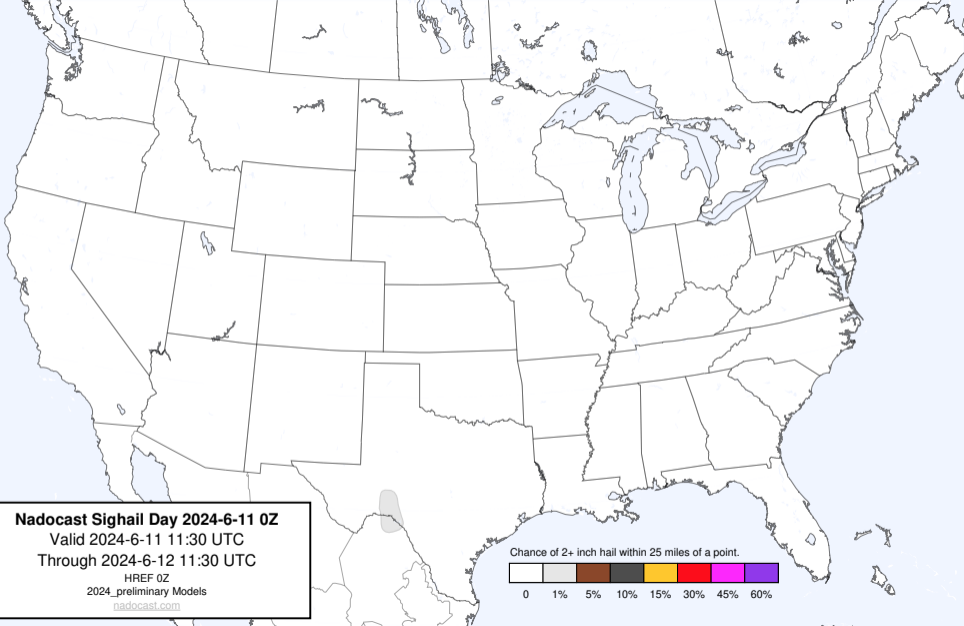 Nadocast Sighail Day 2024-6-11 0Z
Valid 2024-6-11 11:30 UTC
Through 2024-6-12 11:30 UTC
HREF 0Z
2024_preliminary Models
nadocast.com
Chance of 2+ inch hail within 25 miles of a point.
0 1% 5% 10% 15% 30% 45% 60%